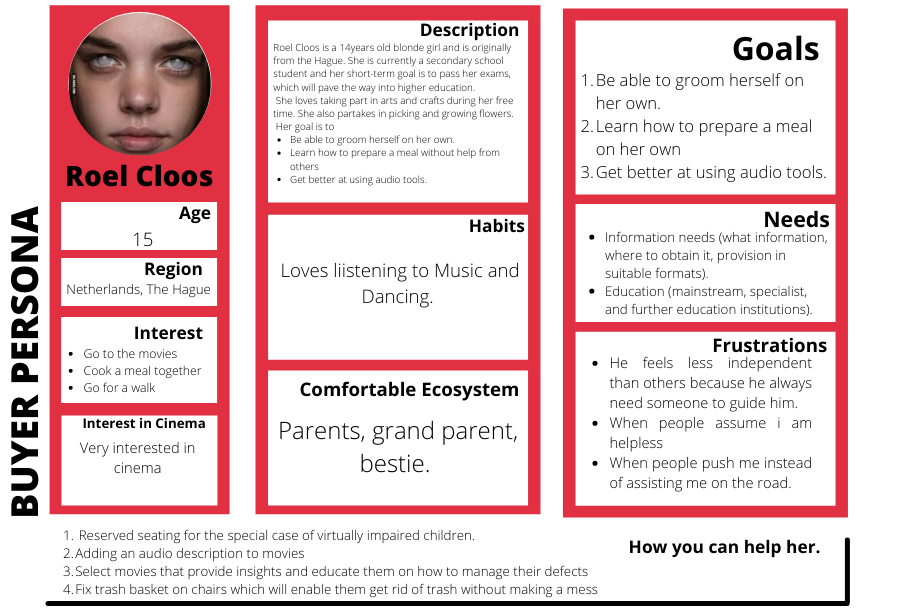 BUYER PERSONA
Roel Cloos
Age
15
Region
Netherlands, The Hague
Interest
• Go to the movies
• Cook a meal together
• Go for a walk
Interest in Cinema
Very interested in
cinema
Description
Roel Cloos is a 14years old blonde girl and is originally
from the Hague. She is currently a secondary school
student and her short-term goal is to pass her exams,
which will pave the way into higher education.
She loves taking part in arts and crafts during her free
time. She also partakes in picking and growing flowers.
Her goal is to
• Be able to groom herself on her own.
• Learn how to prepare a meal without help from
others
• Get better at using audio tools.
Habits
Loves liistening to Music and
Dancing.
Comfortable Ecosystem
Parents, grand parent,
bestie.
Goals
1. Be able to groom herself on
her own.
2. Learn how to prepare a meal
on her own
3. Get better at using audio tools.
Needs
• Information needs (what information,
where to obtain it, provision in
suitable formats).
• Education (mainstream, specialist,
and further education institutions).
Frustrations
• He feels less independent
than others because he always
need someone to guide him.
• When people assume i am
helpless
• When people push me instead
of assisting me on the road.
How you can help her.
1. Reserved seating for the special case of virtually impaired children.
2. Adding an audio description to movies
3. Select movies that provide insights and educate them on how to manage their defects
4. Fix trash basket on chairs which will enable them get rid of trash without making a mess